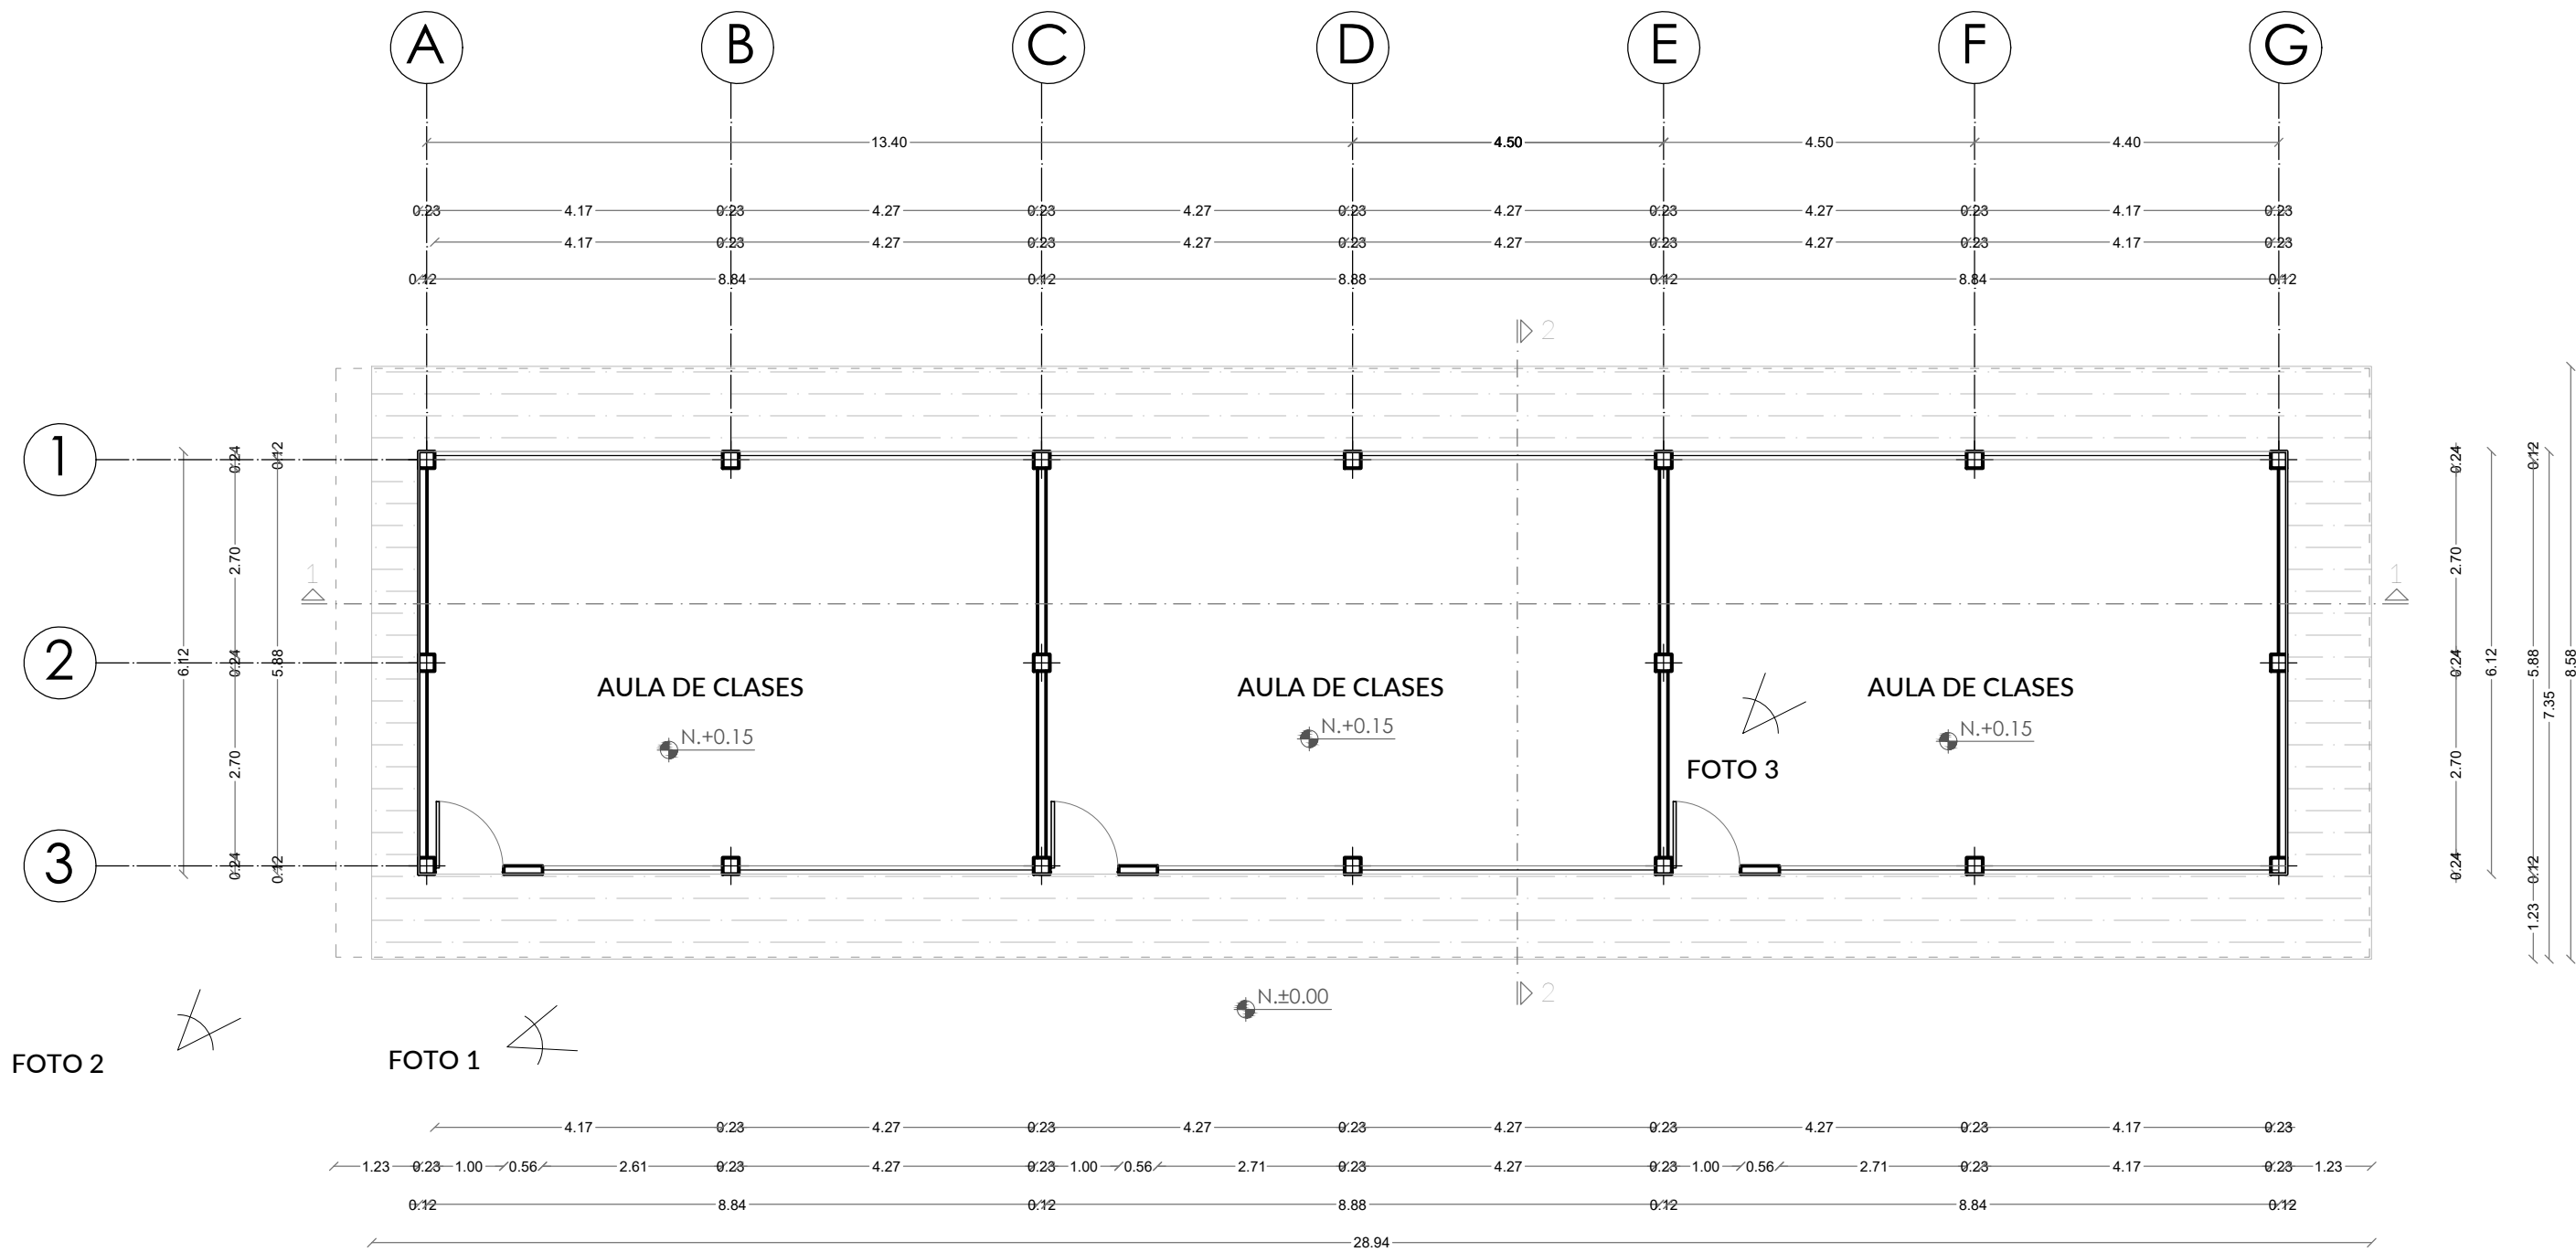 A B C D E F G
13.40 4.50 4.50 4.40
0.23 4.17 0.23 4.27 0.23 4.27 0.23 4.27 0.23 4.27 0.23 4.17 0.23
4.17 0.23 4.27 0.23 4.27 0.23 4.27 0.23 4.27 0.23 4.17 0.23
0.12 8.84 0.12 8.88 0.12 8.84 0.12
2
1
2
3
6.12
0.24 2.70 0.24 2.70 0.24
0.12 5.88 0.12
1
1
AULA DE CLASES
N.+0.15
AULA DE CLASES
N.+0.15
AULA DE CLASES
N.+0.15
FOTO 3
0.24 2.70 0.24 2.70 0.24
6.12
0.12 5.88 0.12 1.23
7.35
8.58
N.±0.00
2
FOTO 2
FOTO 1
4.17 0.23 4.27 0.23 4.27 0.23 4.27 0.23 4.27 0.23 4.17 0.23
1.23 0.23 1.00 0.56 2.61 0.23 4.27 0.23 1.00 0.56 2.71 0.23 4.27 0.23 1.00 0.56 2.71 0.23 4.17 0.23 1.23
0.12 8.84 0.12 8.88 0.12 8.84 0.12
28.94